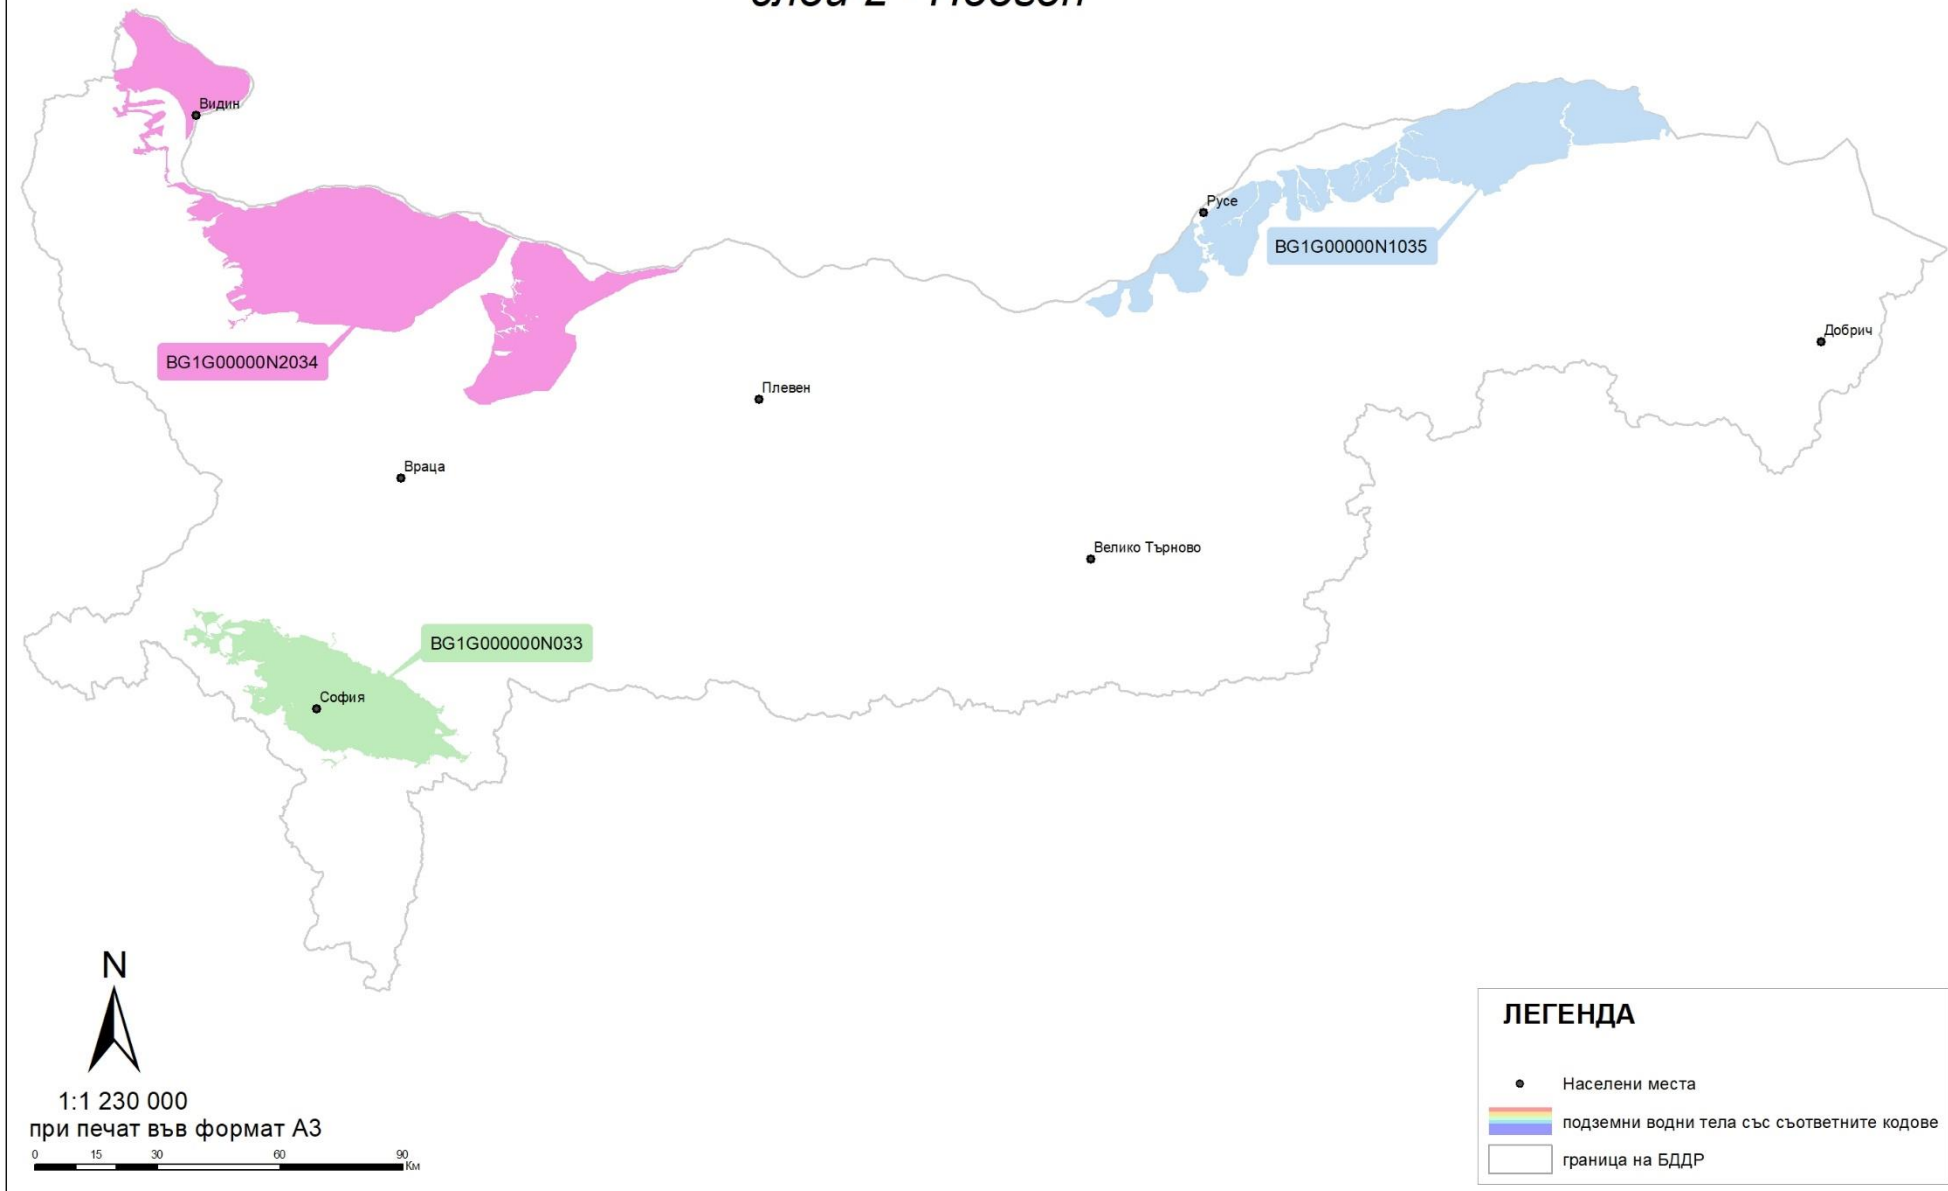 Видин
Русе
BG1G00000N1035
Добрич
BG1G00000N2034
Плевен
Враца
Велико Търново
BG1G000000N033
София
N
1:1 230 000
при печат във формат А3
0 15 30 60 90
Км
ЛЕГЕНДА
Населени места
подземни водни тела със съответните кодове
граница на БДДР